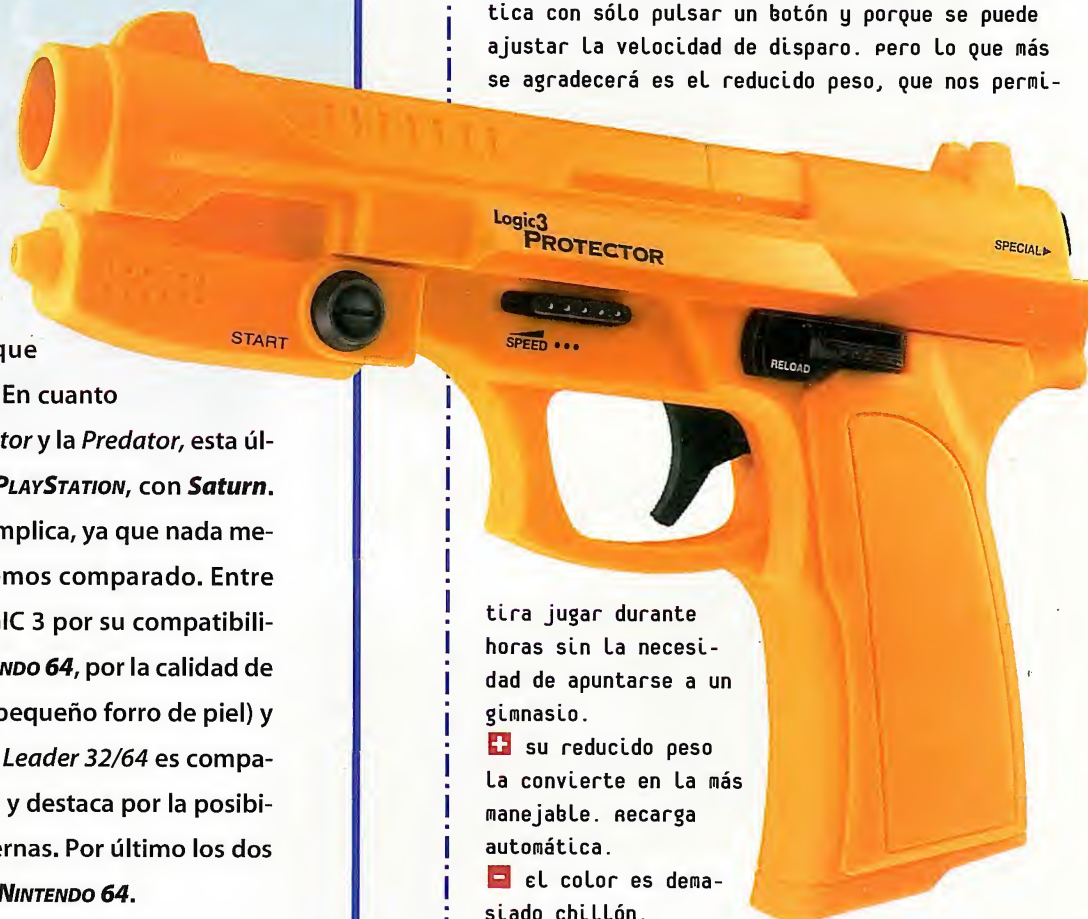 tica con sólo pulsar un botón y porque se puede
ajustar la velocidad de disparo. pero lo que más
se agradecerá es el reducido peso, que nos permi-
Logic3
PROTECTOR
SPECIAL
START
SPEED
RELOAD
que
En cuanto
tor y la Predator, esta úl-
PLAYSTATION, con Saturn.
mplica, ya que nada me-
emos comparado. Entre
IC 3 por su compatibili-
NDO 64, por la calidad de
pequeño forro de piel) y
Leader 32/64 es compa-
y destaca por la posibi-
ernas. Por último los dos
NINTENDO 64.
tira jugar durante
horas sin la necesi-
dad de apuntarse a un
gimnasio.
+ su reducido peso
la convierte en la más
manejable. recarga
automática.
- el color es dema-
siado chillón.